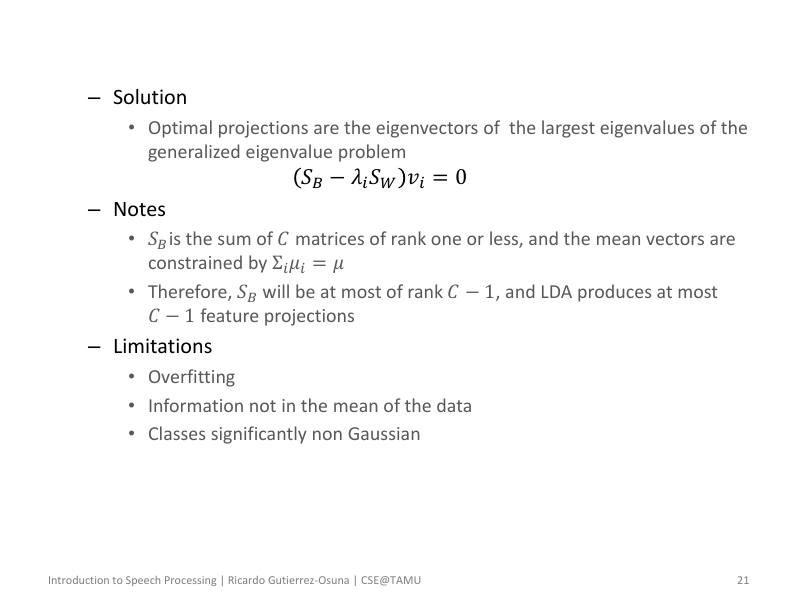 – Solution
• Optimal projections are the eigenvectors of  the largest eigenvalues of the
generalized eigenvalue problem
(𝑆_𝐵 − 𝜆_𝑖𝑆_𝑊)𝑣_𝑖 = 0
– Notes
• 𝑆_𝐵 is the sum of 𝐶 matrices of rank one or less, and the mean vectors are
constrained by Σ_𝑖𝜇_𝑖 = 𝜇
• Therefore, 𝑆_𝐵 will be at most of rank 𝐶 − 1, and LDA produces at most
𝐶 − 1 feature projections
– Limitations
• Overfitting
• Information not in the mean of the data
• Classes significantly non Gaussian
Introduction to Speech Processing | Ricardo Gutierrez-Osuna | CSE@TAMU 21